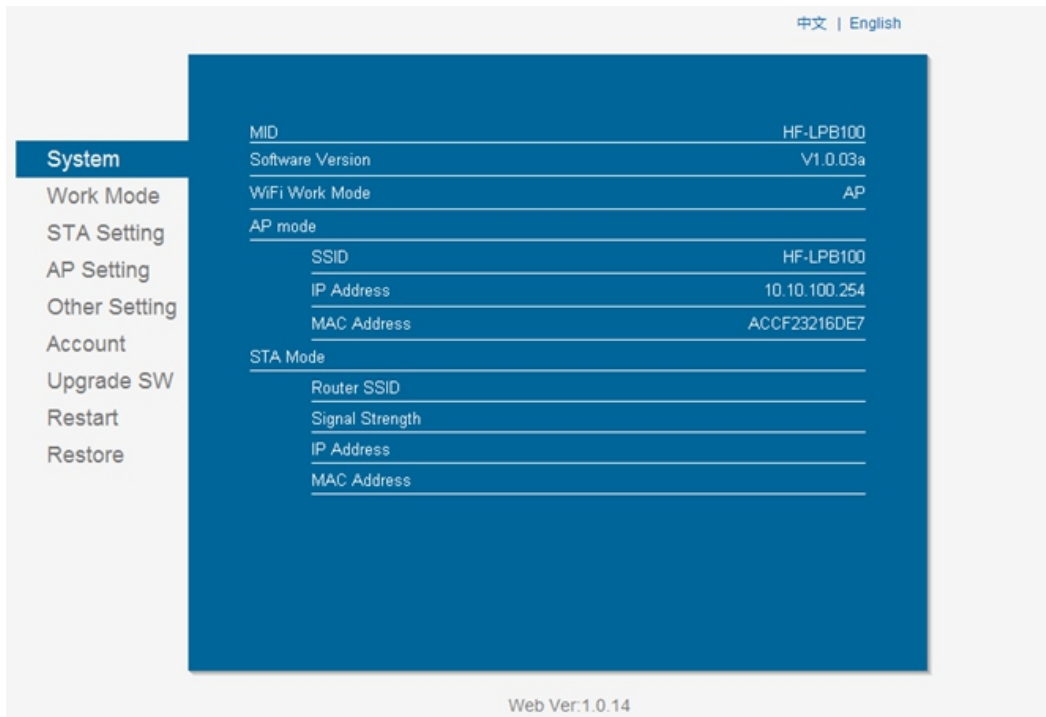 中文 | English
System
Work Mode
STA Setting
AP Setting
Other Setting
Account
Upgrade SW
Restart
Restore
MID HF-LPB100
Software Version V1.0.03a
WiFi Work Mode AP
AP mode
SSID HF-LPB100
IP Address 10.10.100.254
MAC Address ACCF23216DE7
STA Mode
Router SSID
Signal Strength
IP Address
MAC Address
Web Ver:1.0.14